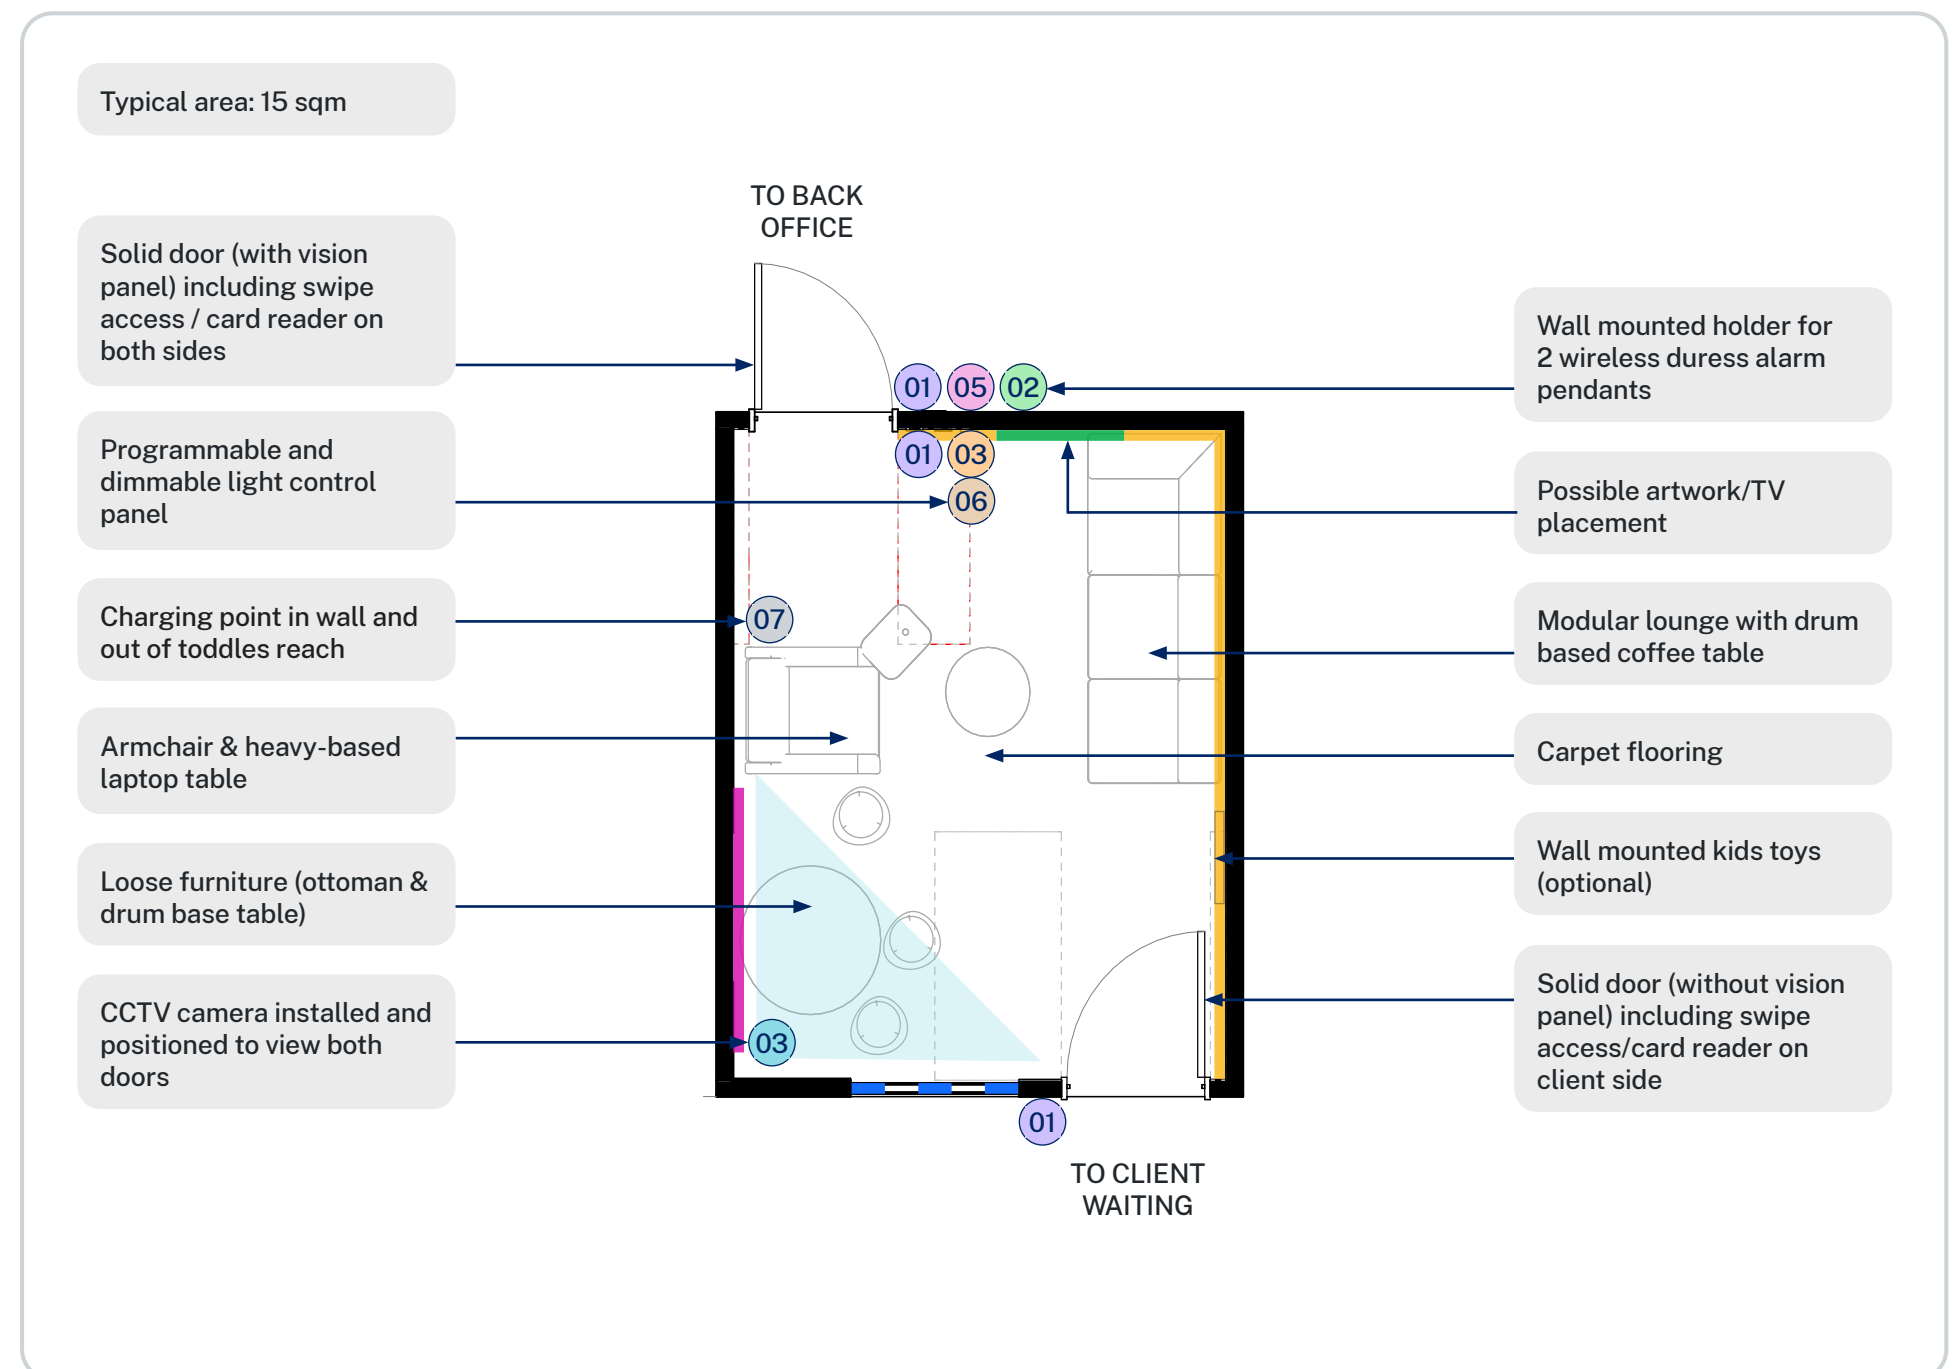 Typical area: 15 sqm
TO BACK
OFFICE
Solid door (with vision
panel) including swipe
access / card reader on
both sides
Programmable and
dimmable light control
panel
Charging point in wall and
out of toddles reach
Armchair & heavy-based
laptop table
Loose furniture (ottoman &
drum base table)
CCTV camera installed and
positioned to view both
doors
01 05 02
01 03
06
07
03
01
TO CLIENT
WAITING
Wall mounted holder for
2 wireless duress alarm
pendants
Possible artwork/TV
placement
Modular lounge with drum
based coffee table
Carpet flooring
Wall mounted kids toys
(optional)
Solid door (without vision
panel) including swipe
access/card reader on
client side